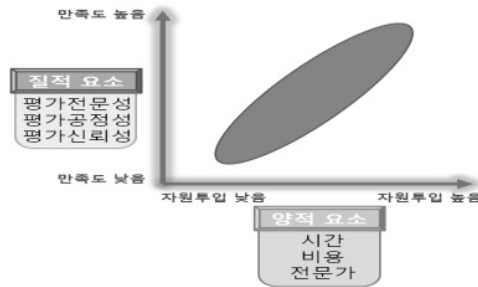 만족도 높음
질적 요소
평가전문성
평가공정성
평가신뢰성
만족도 낮음
자원투입 낮음
자원투입 높음
양적 요소
시간
비용
전문가